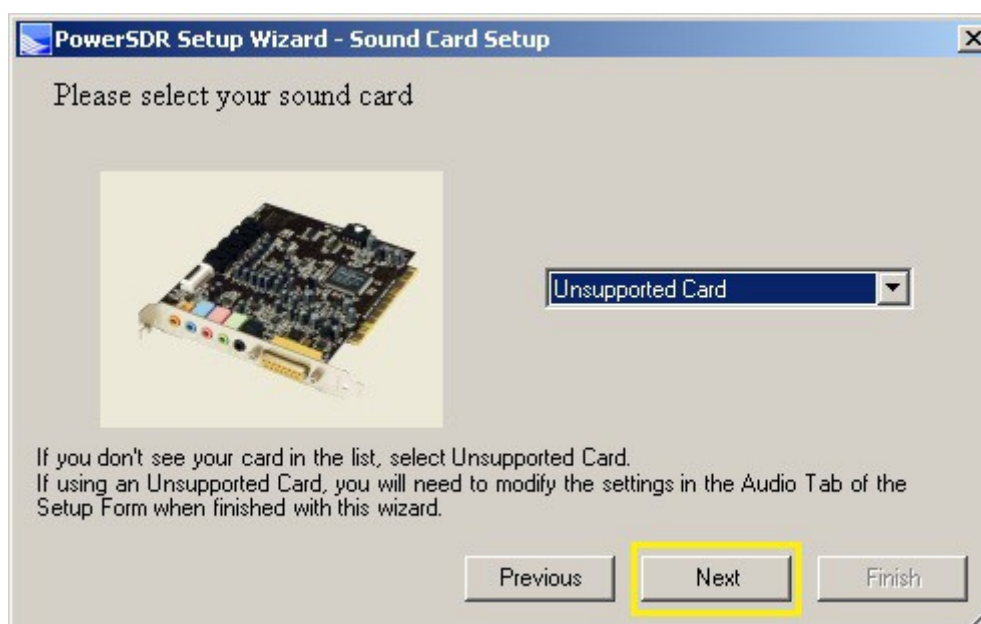 PowerSDR Setup Wizard - Sound Card Setup
Please select your sound card
Unsupported Card
If you don't see your card in the list, select Unsupported Card.
If using an Unsupported Card, you will need to modify the settings in the Audio Tab of the
Setup Form when finished with this wizard.
Previous Next Finish